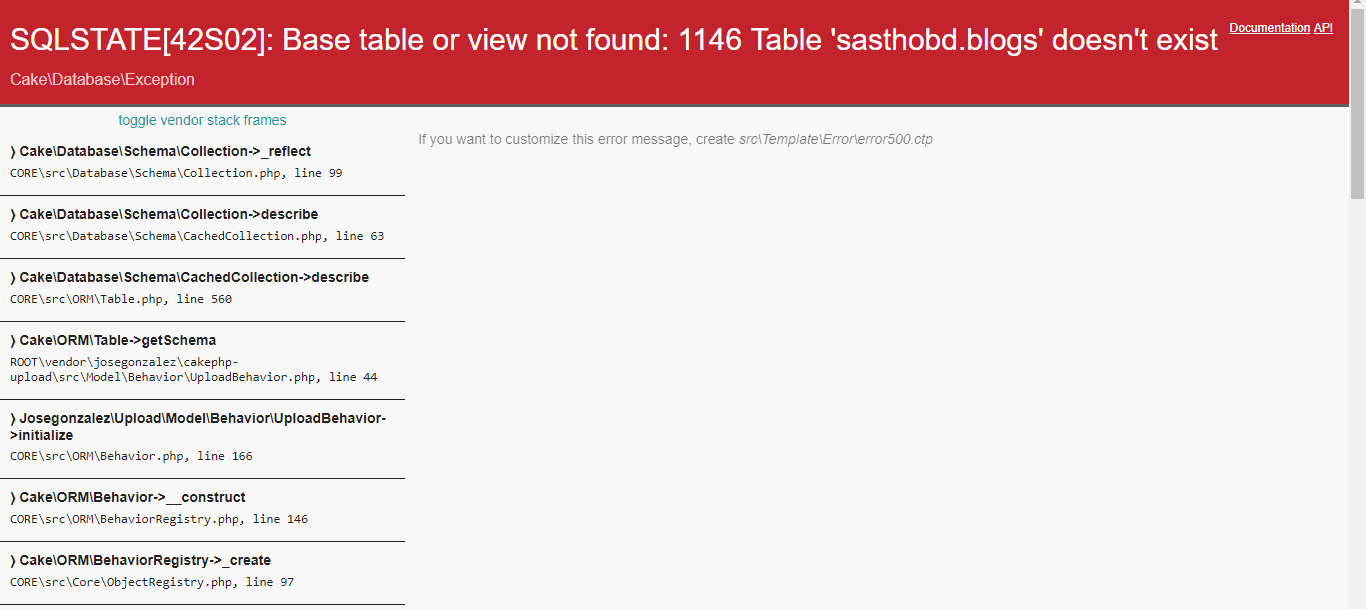 SQLSTATE[42S02]: Base table or view not found: 1146 Table 'sasthobd.blogs' doesn't exist
Documentation API
Cake\Database\Exception
toggle vendor stack frames
If you want to customize this error message, create src\Template\Error\error500.ctp
⟩ Cake\Database\Schema\Collection->_reflect
CORE\src\Database\Schema\Collection.php, line 99
⟩ Cake\Database\Schema\Collection->describe
CORE\src\Database\Schema\CachedCollection.php, line 63
⟩ Cake\Database\Schema\CachedCollection->describe
CORE\src\ORM\Table.php, line 560
⟩ Cake\ORM\Table->getSchema
ROOT\vendor\josegonzalez\cakephp-
upload\src\Model\Behavior\UploadBehavior.php, line 44
⟩ Josegonzalez\Upload\Model\Behavior\UploadBehavior-
>initialize
CORE\src\ORM\Behavior.php, line 166
⟩ Cake\ORM\Behavior->__construct
CORE\src\ORM\BehaviorRegistry.php, line 146
⟩ Cake\ORM\BehaviorRegistry->_create
CORE\src\Core\ObjectRegistry.php, line 97